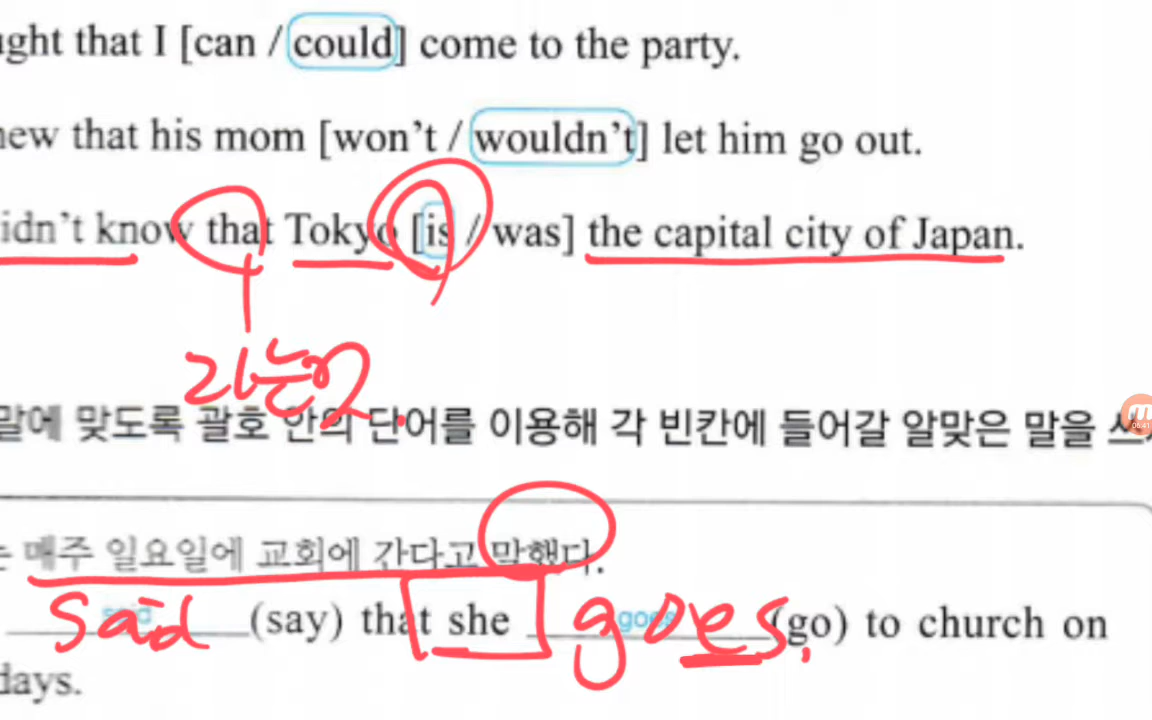 ght that I [can / could] come to the party.
new that his mom [won't / wouldn't] let him go out.
idn't know that Tokyo [is / was] the capital city of Japan.
라는것
말에 맞도록 괄호 안의 단어를 이용해 각 빈칸에 들어갈 알맞은 말을 쓰
는 매주 일요일에 교회에 간다고 말했다.
said (say) that she goes (go) to church on
days.